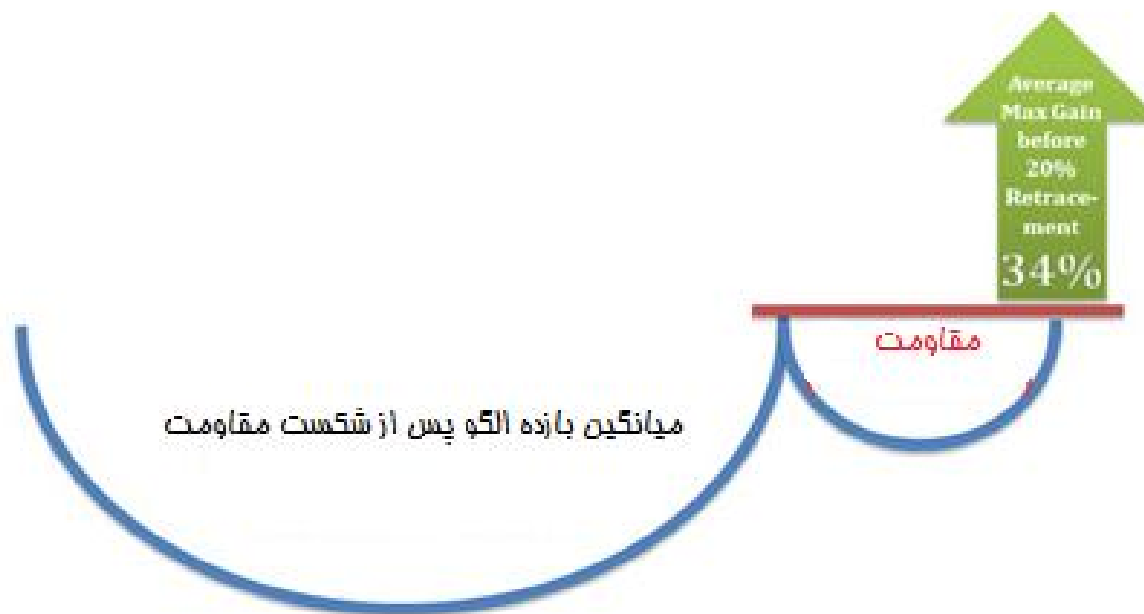 Average
Max Gain
before
20%
Retrace-
ment
34%
مقاومت
میانگین بازده الگو پس از شکست مقاومت